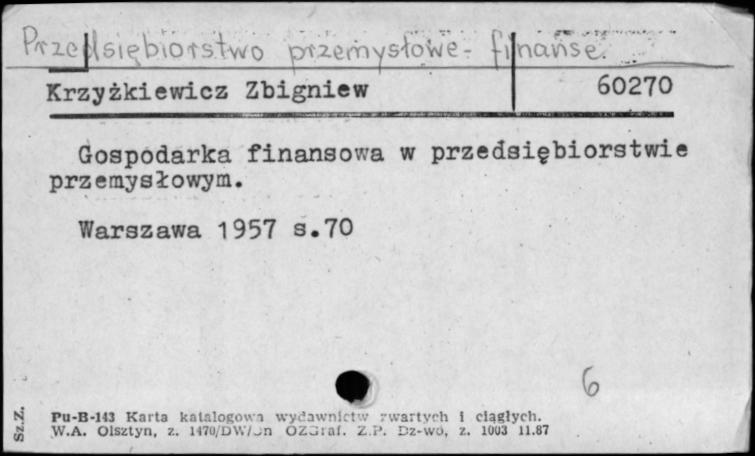 Przedsiębiorstwo przemysłowe - finanse.
Krzyżkiewicz Zbigniew 60270
Gospodarka finansowa w przedsiębiorstwie
przemysłowym.
Warszawa 1957 s.70
6
Sz.Z.
Pu-B-143 Karta katalogowa wydawnictw zwartych i ciągłych.
W.A. Olsztyn, z. 1470/DW/ OZGraf. Z.P. Dz-wo, z. 1003 11.87